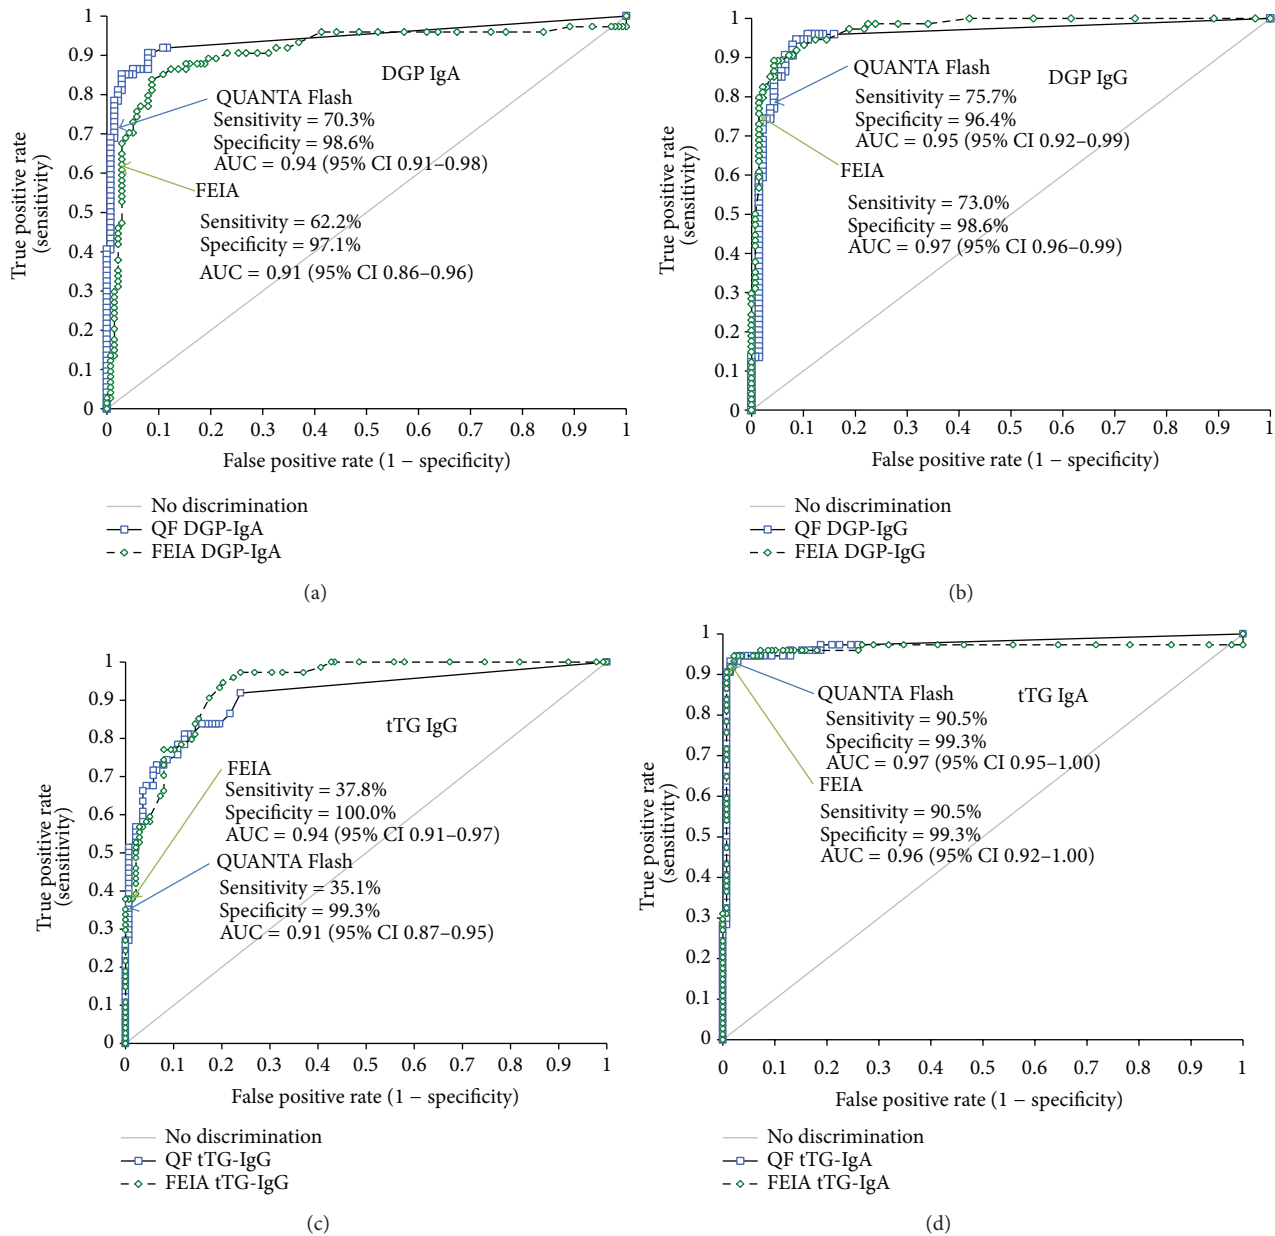 1
0.9
0.8
0.7
0.6
0.5
0.4
0.3
0.2
0.1
0
True positive rate
(sensitivity)
DGP IgA
QUANTA Flash
Sensitivity = 70.3%
Specificity = 98.6%
AUC = 0.94 (95% CI 0.91–0.98)
FEIA
Sensitivity = 62.2%
Specificity = 97.1%
AUC = 0.91 (95% CI 0.86–0.96)
0 0.1 0.2 0.3 0.4 0.5 0.6 0.7 0.8 0.9 1
False positive rate (1 − specificity)
No discrimination
QF DGP-IgA
FEIA DGP-IgA
(a)
1
0.9
0.8
0.7
0.6
0.5
0.4
0.3
0.2
0.1
0
True positive rate
(sensitivity)
QUANTA Flash
DGP IgG
Sensitivity = 75.7%
Specificity = 96.4%
AUC = 0.95 (95% CI 0.92–0.99)
FEIA
Sensitivity = 73.0%
Specificity = 98.6%
AUC = 0.97 (95% CI 0.96–0.99)
0 0.1 0.2 0.3 0.4 0.5 0.6 0.7 0.8 0.9 1
False positive rate (1 − specificity)
No discrimination
QF DGP-IgG
FEIA DGP-IgG
(b)
1
0.9
0.8
0.7
0.6
0.5
0.4
0.3
0.2
0.1
0
True positive rate
(sensitivity)
tTG IgG
FEIA
Sensitivity = 37.8%
Specificity = 100.0%
AUC = 0.94 (95% CI 0.91–0.97)
QUANTA Flash
Sensitivity = 35.1%
Specificity = 99.3%
AUC = 0.91 (95% CI 0.87–0.95)
0 0.1 0.2 0.3 0.4 0.5 0.6 0.7 0.8 0.9 1
False positive rate (1 − specificity)
No discrimination
QF tTG-IgG
FEIA tTG-IgG
(c)
1
0.9
0.8
0.7
0.6
0.5
0.4
0.3
0.2
0.1
0
True positive rate
(sensitivity)
QUANTA Flash
tTG IgA
Sensitivity = 90.5%
Specificity = 99.3%
AUC = 0.97 (95% CI 0.95–1.00)
FEIA
Sensitivity = 90.5%
Specificity = 99.3%
AUC = 0.96 (95% CI 0.92–1.00)
0 0.1 0.2 0.3 0.4 0.5 0.6 0.7 0.8 0.9 1
False positive rate (1 − specificity)
No discrimination
QF tTG-IgA
FEIA tTG-IgA
(d)